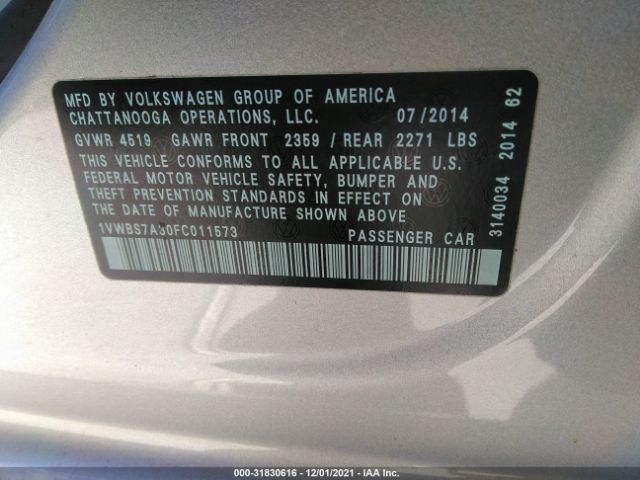 MFD BY VOLKSWAGEN GROUP OF AMERICA
CHATTANOOGA OPERATIONS, LLC. 07/2014
GVWR 4519 GAWR FRONT 2359 / REAR 2271 LBS
THIS VEHICLE CONFORMS TO ALL APPLICABLE U.S.
FEDERAL MOTOR VEHICLE SAFETY, BUMPER AND
THEFT PREVENTION STANDARDS IN EFFECT ON
THE DATE OF MANUFACTURE SHOWN ABOVE
1VWBS7A30FC011573 PASSENGER CAR
3140034 2014 62
000-31830616 - 12/01/2021 - IAA Inc.